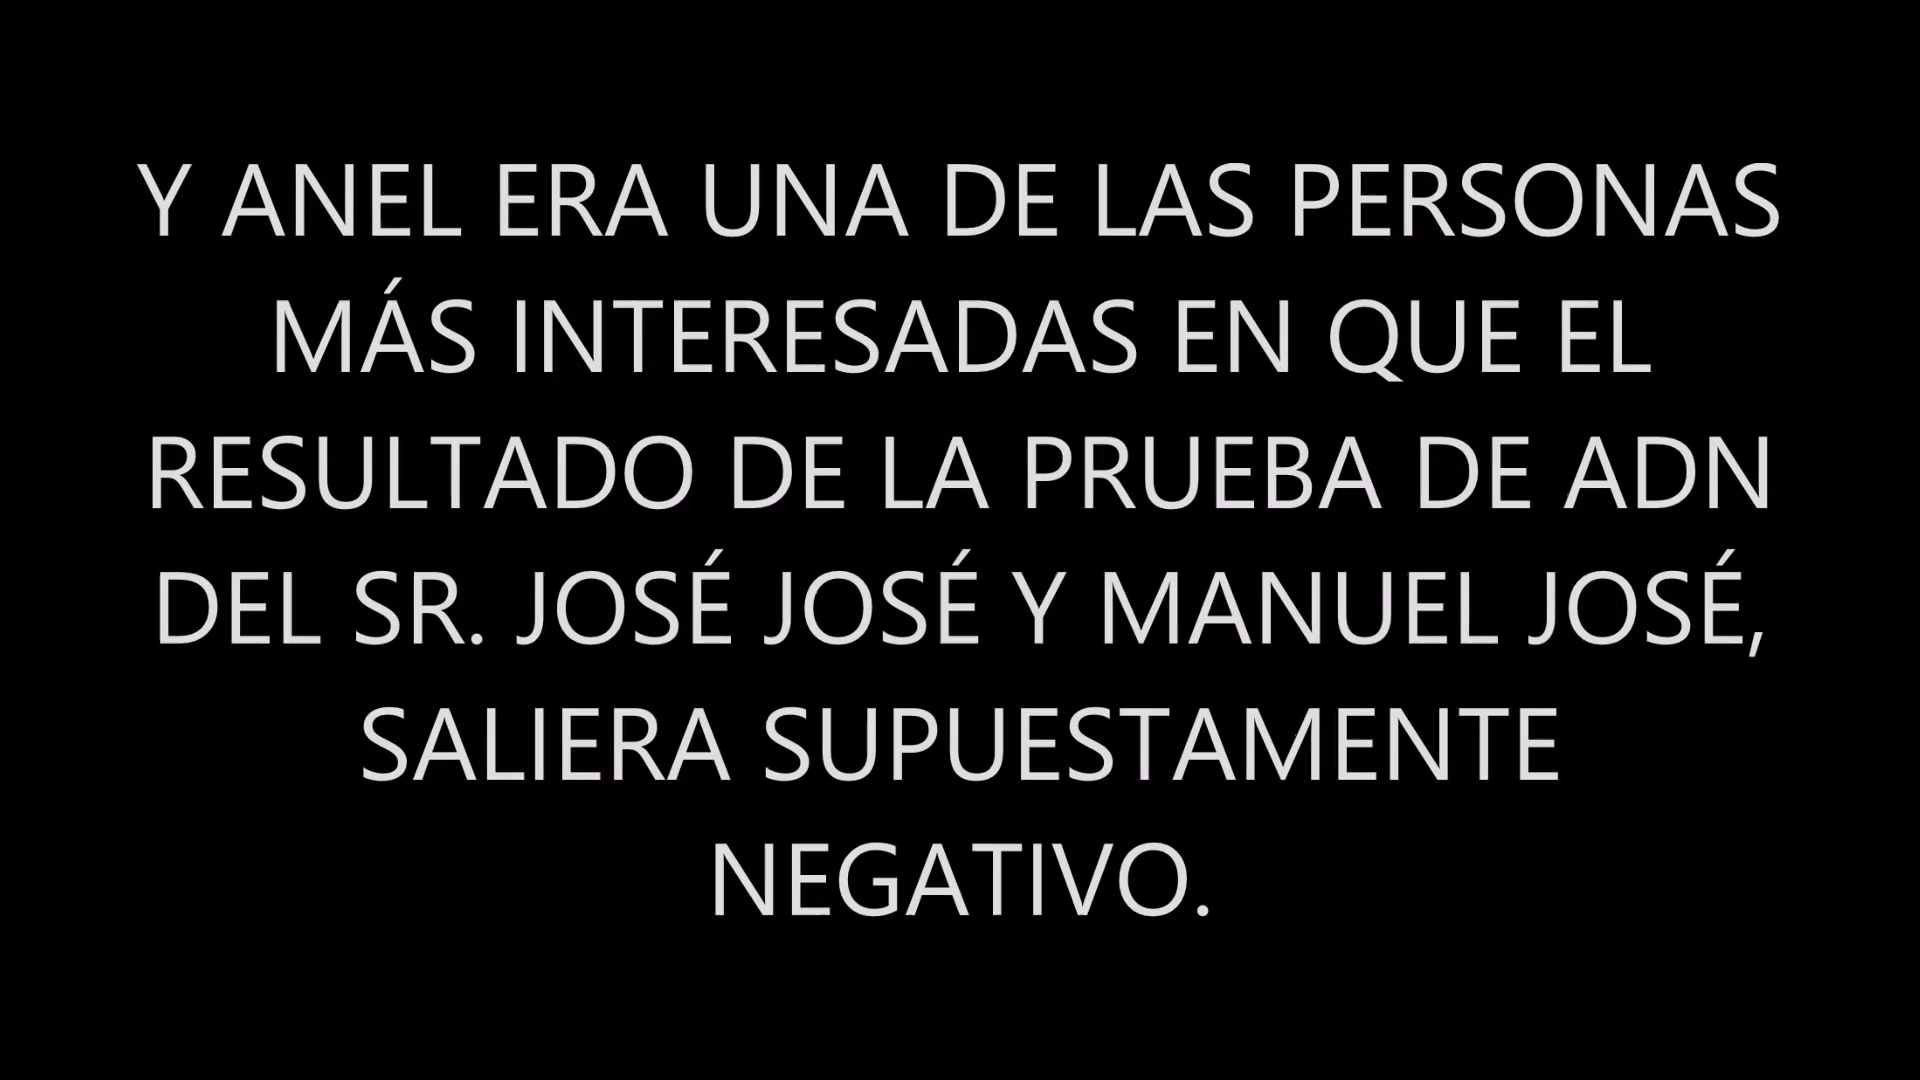 Y ANEL ERA UNA DE LAS PERSONAS
MÁS INTERESADAS EN QUE EL
RESULTADO DE LA PRUEBA DE ADN
DEL SR. JOSÉ JOSÉ Y MANUEL JOSÉ,
SALIERA SUPUESTAMENTE
NEGATIVO.